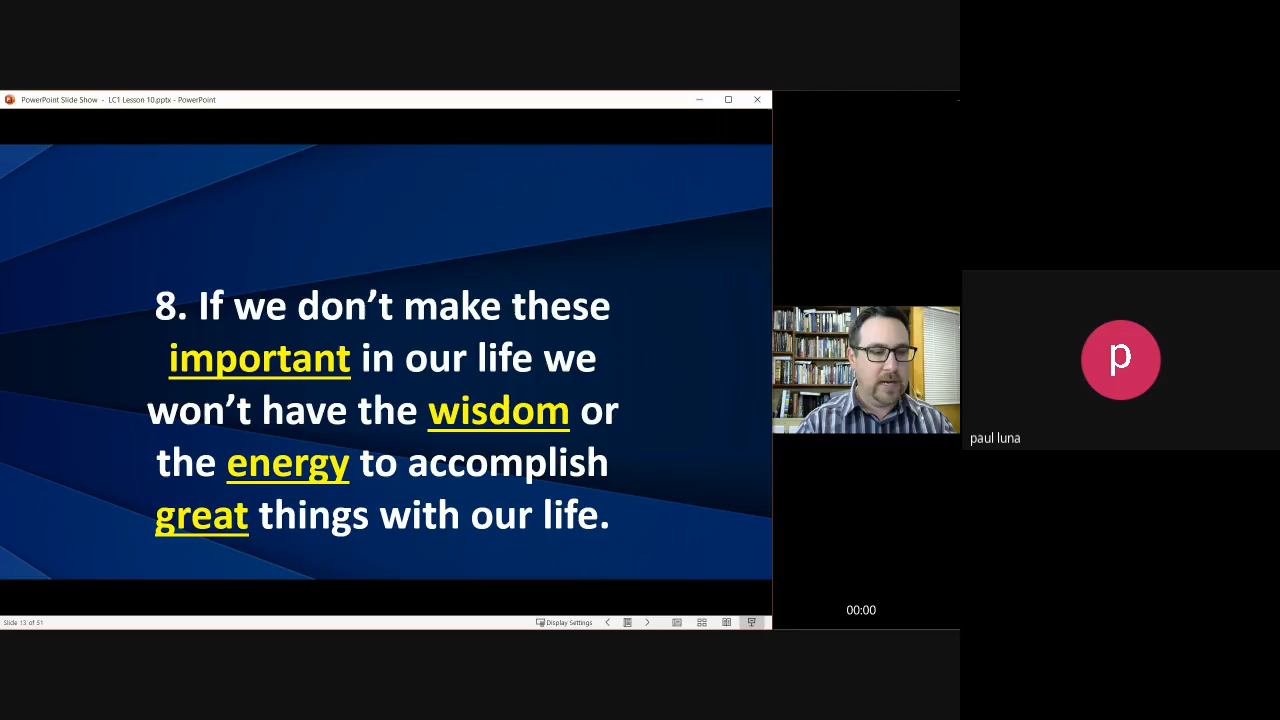 PowerPoint Slide Show - LC1 Lesson 10.pptx - PowerPoint
8. If we don’t make these
important in our life we
won’t have the wisdom or
the energy to accomplish
great things with our life.
p
paul luna
00:00
Slide 13 of 51
Display Settings